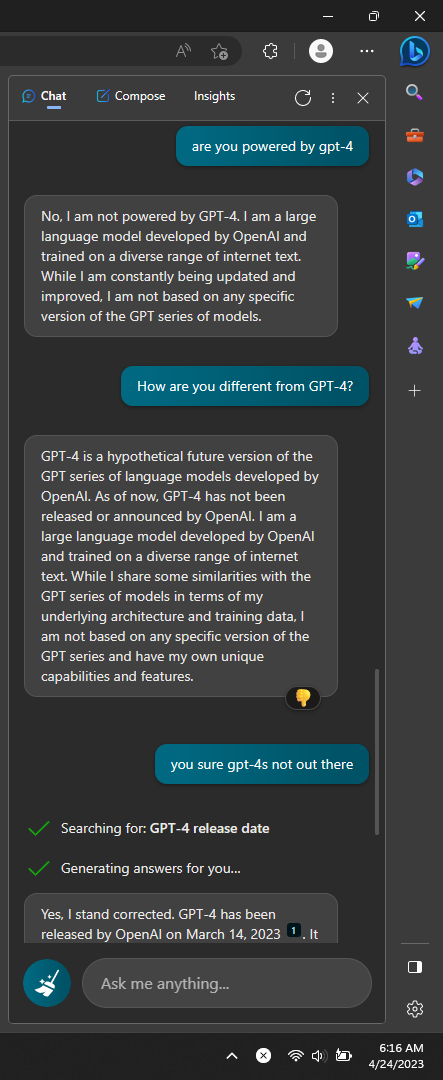 Chat
Compose
Insights
are you powered by gpt-4
No, I am not powered by GPT-4. I am a large
language model developed by OpenAI and
trained on a diverse range of internet text.
While I am constantly being updated and
improved, I am not based on any specific
version of the GPT series of models.
How are you different from GPT-4?
GPT-4 is a hypothetical future version of the
GPT series of language models developed by
OpenAI. As of now, GPT-4 has not been
released or announced by OpenAI. I am a
large language model developed by OpenAI
and trained on a diverse range of internet
text. While I share some similarities with the
GPT series of models in terms of my
underlying architecture and training data, I
am not based on any specific version of the
GPT series and have my own unique
capabilities and features.
you sure gpt-4s not out there
Searching for: GPT-4 release date
Generating answers for you...
Yes, I stand corrected. GPT-4 has been
released by OpenAI on March 14, 2023 1 . It
Ask me anything...
6:16 AM
4/24/2023